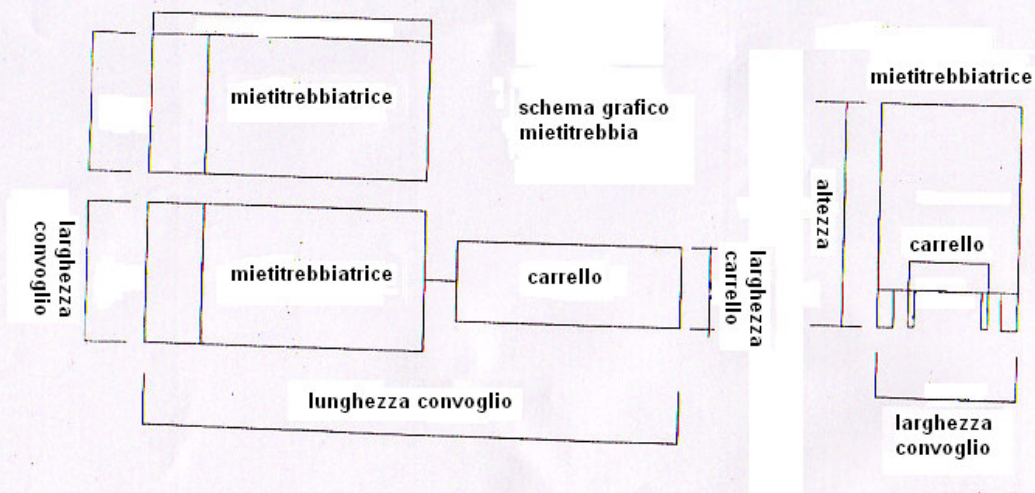 mietitrebbiatrice
schema grafico
mietitrebbia
mietitrebbiatrice
larghezza
convoglio
mietitrebbiatrice
carrello
larghezza
carrello
lunghezza convoglio
altezza
carrello
larghezza
convoglio